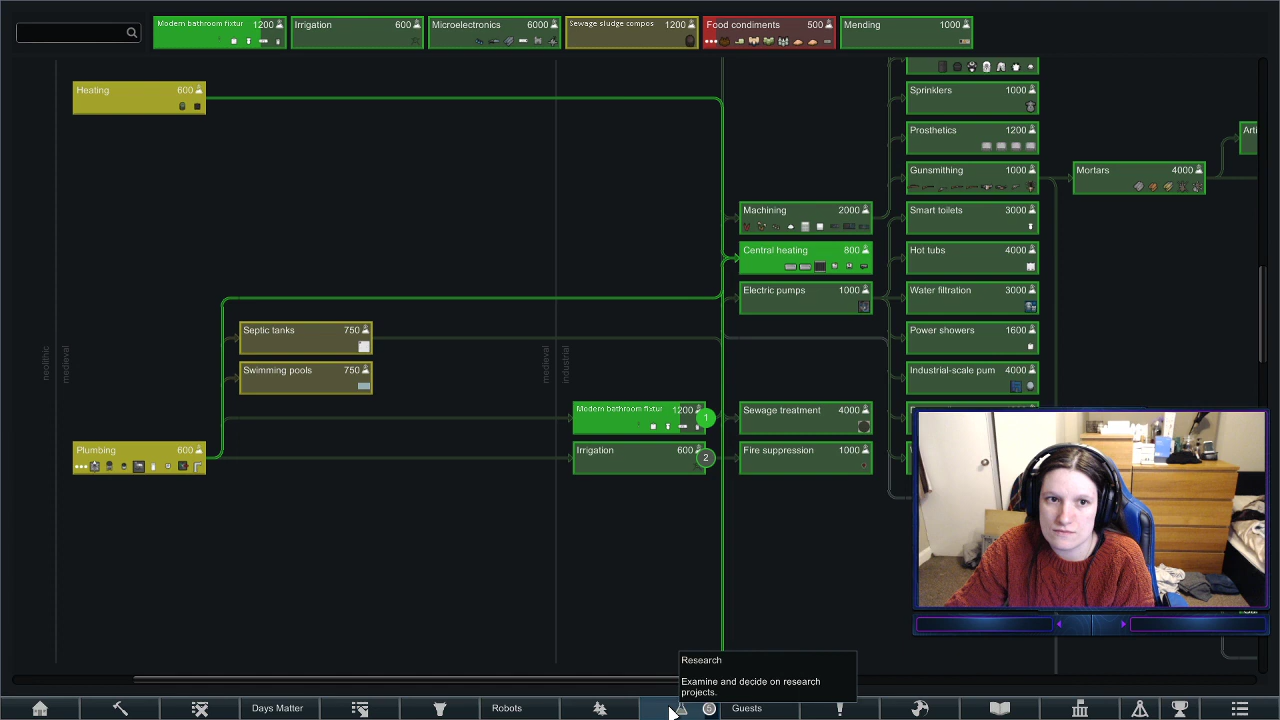 Modern bathroom fixtur 1200
Irrigation 600
Microelectronics 6000
Sewage sludge compos 1200
Food condiments 500
Mending 1000
Heating 600
Sprinklers 1000
Prosthetics 1200
Arti
Gunsmithing 1000
Mortars 4000
Machining 2000
Smart toilets 3000
Central heating 800
Hot tubs 4000
Electric pumps 1000
Water filtration 3000
Septic tanks 750
Power showers 1600
neolithic
medieval
medieval
industrial
Swimming pools 750
Industrial-scale pum 4000
Modern bathroom fixtur 1200
1
Sewage treatment 4000
Plumbing 600
Irrigation 600
2
Fire suppression 1000
Research
Examine and decide on research
projects.
Days Matter
Robots
5
Guests